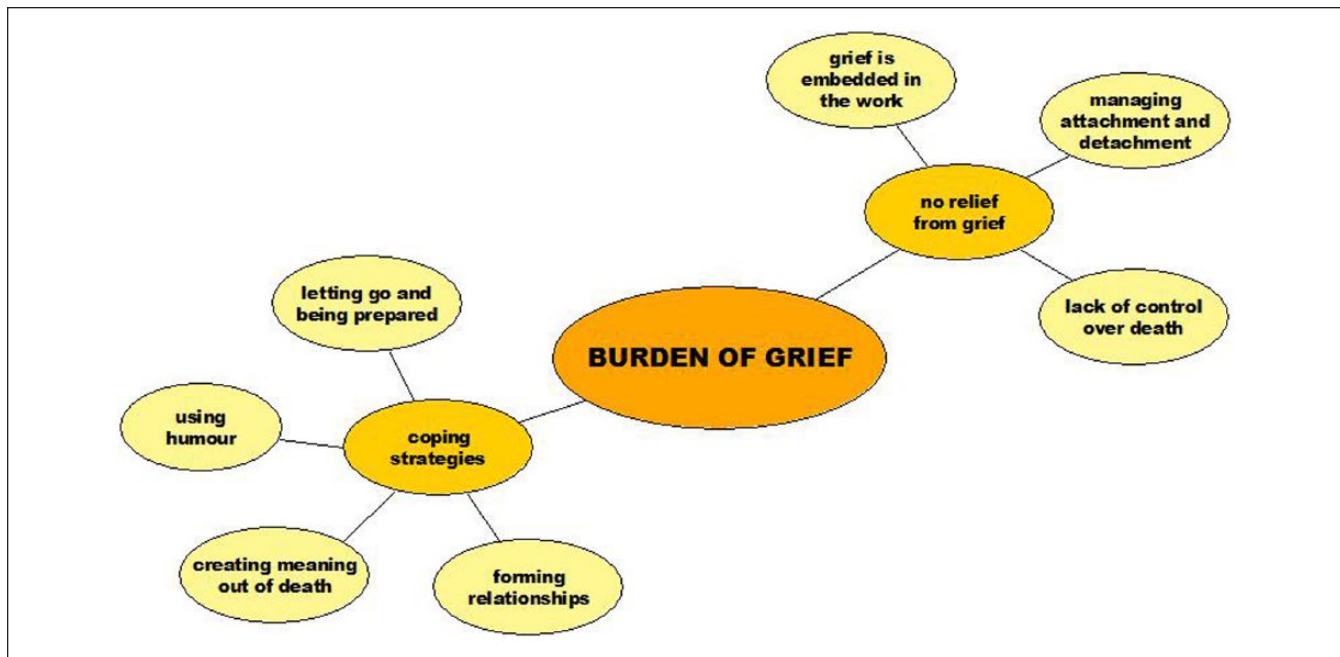 grief is
embedded in
the work
managing
attachment and
detachment
no relief
from grief
lack of control
over death
BURDEN OF GRIEF
letting go and
being prepared
using
humour
coping
strategies
creating meaning
out of death
forming
relationships